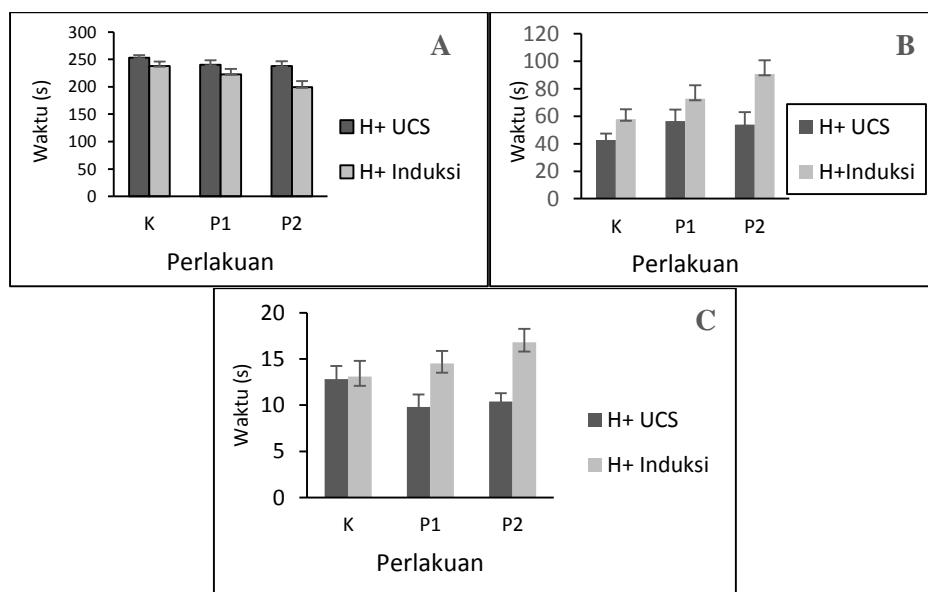 A
Waktu (s)
300
250
200
150
100
50
0
K P1 P2
Perlakuan
H+ UCS
H+ Induksi
B
Waktu (s)
120
100
80
60
40
20
0
K P1 P2
Perlakuan
H+ UCS
H+Induksi
C
Waktu (s)
20
15
10
5
0
K P1 P2
Perlakuan
H+ UCS
H+ Induksi